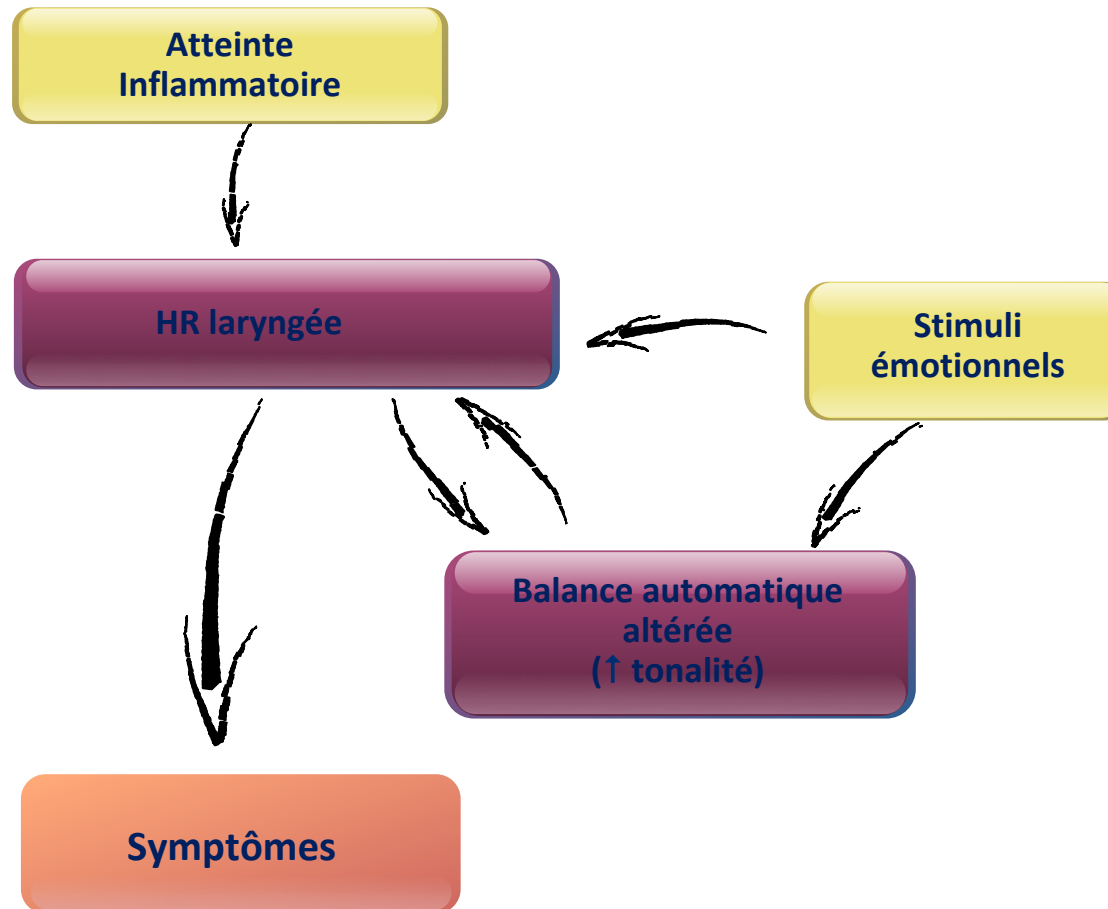 Atteinte
Inflammatoire
HR laryngée
Stimuli
émotionnels
Balance automatique
altérée
(↑ tonalité)
Symptômes